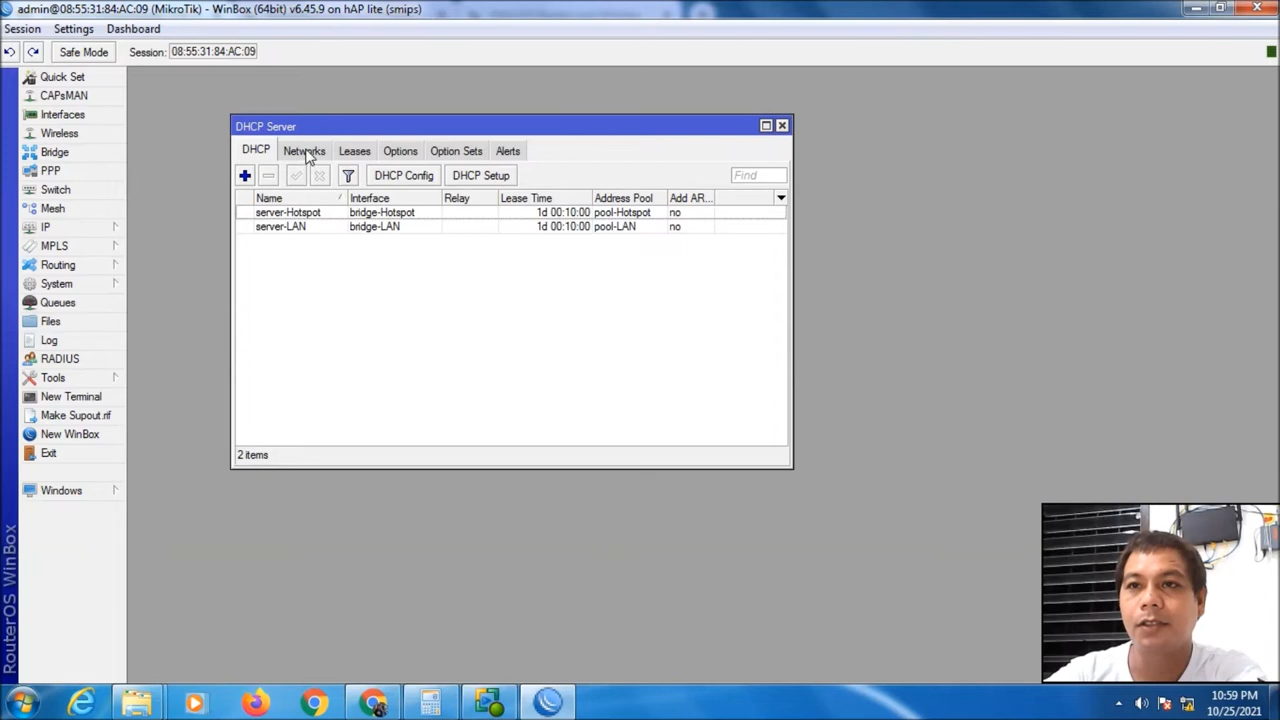 admin@08:55:31:84:AC:09 (MikroTik) - WinBox (64bit) v6.45.9 on hAP lite (smips)
Session Settings Dashboard
Safe Mode Session: 08:55:31:84:AC:09
Quick Set
CAPsMAN
Interfaces
Wireless
Bridge
PPP
Switch
Mesh
IP
MPLS
Routing
System
Queues
Files
Log
RADIUS
Tools
New Terminal
Make Supout.rif
New WinBox
Exit
Windows
RouterOS WinBox
DHCP Server
DHCP Networks Leases Options Option Sets Alerts
DHCP Config DHCP Setup Find
Name Interface Relay Lease Time Address Pool Add AR...
server-Hotspot bridge-Hotspot 1d 00:10:00 pool-Hotspot no
server-LAN bridge-LAN 1d 00:10:00 pool-LAN no
2 items
10:59 PM
10/25/2021